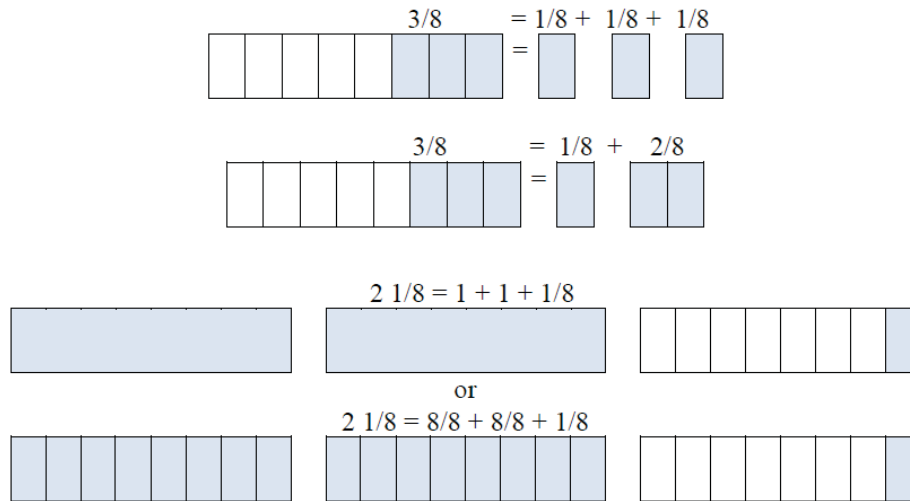 3/8 = 1/8 + 1/8 + 1/8
=
3/8 = 1/8 + 2/8
=
2 1/8 = 1 + 1 + 1/8
or
2 1/8 = 8/8 + 8/8 + 1/8